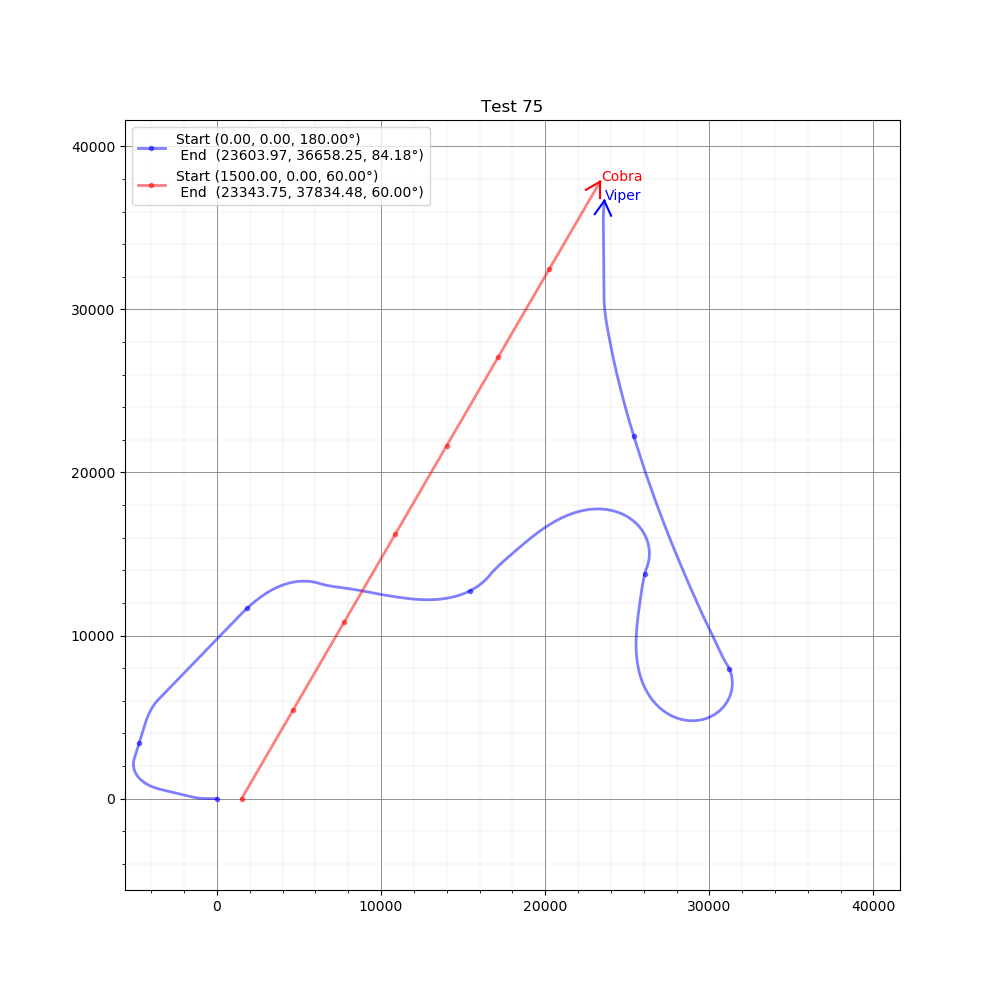 Test 75
Start (0.00, 0.00, 180.00°)
End (23603.97, 36658.25, 84.18°)
Start (1500.00, 0.00, 60.00°)
End (23343.75, 37834.48, 60.00°)
Cobra
Viper
40000
30000
20000
10000
0
0
10000
20000
30000
40000